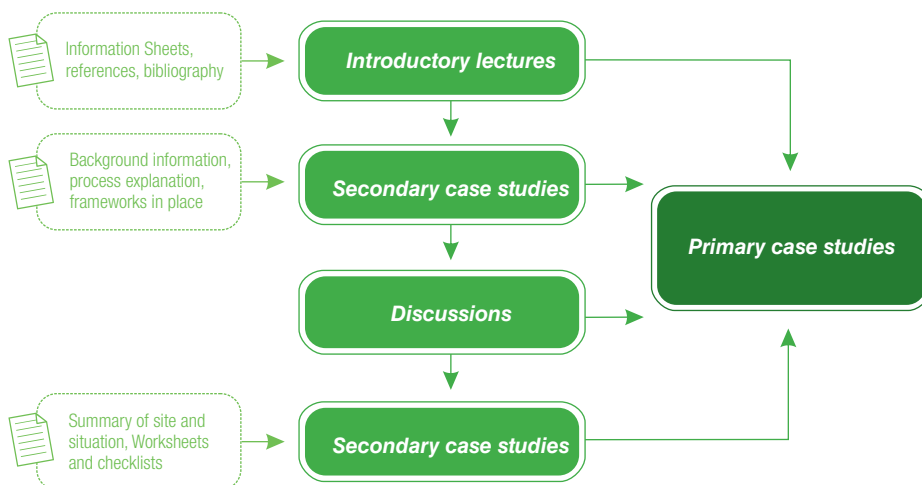 Information Sheets,
references, bibliography
Introductory lectures
Background information,
process explanation,
frameworks in place
Secondary case studies
Primary case studies
Discussions
Summary of site and
situation, Worksheets
and checklists
Secondary case studies